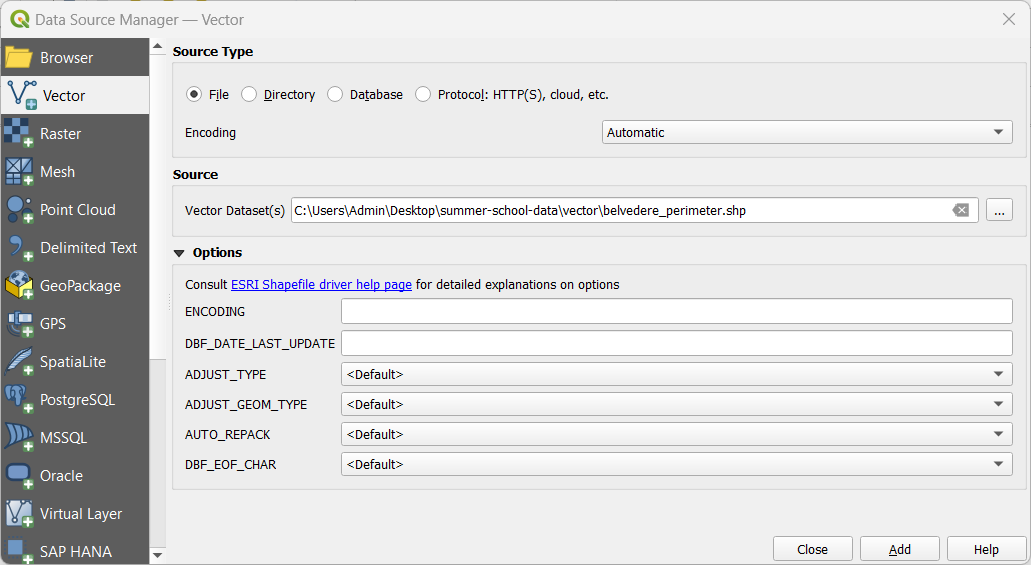 Data Source Manager — Vector
Browser
Vector
Raster
Mesh
Point Cloud
Delimited Text
GeoPackage
GPS
SpatiaLite
PostgreSQL
MSSQL
Oracle
Virtual Layer
SAP HANA
Source Type
File Directory Database Protocol: HTTP(S), cloud, etc.
Encoding Automatic
Source
Vector Dataset(s) C:\Users\Admin\Desktop\summer-school-data\vector\belvedere_perimeter.shp ...
Options
Consult ESRI Shapefile driver help page for detailed explanations on options
ENCODING
DBF_DATE_LAST_UPDATE
ADJUST_TYPE <Default>
ADJUST_GEOM_TYPE <Default>
AUTO_REPACK <Default>
DBF_EOF_CHAR <Default>
Close Add Help